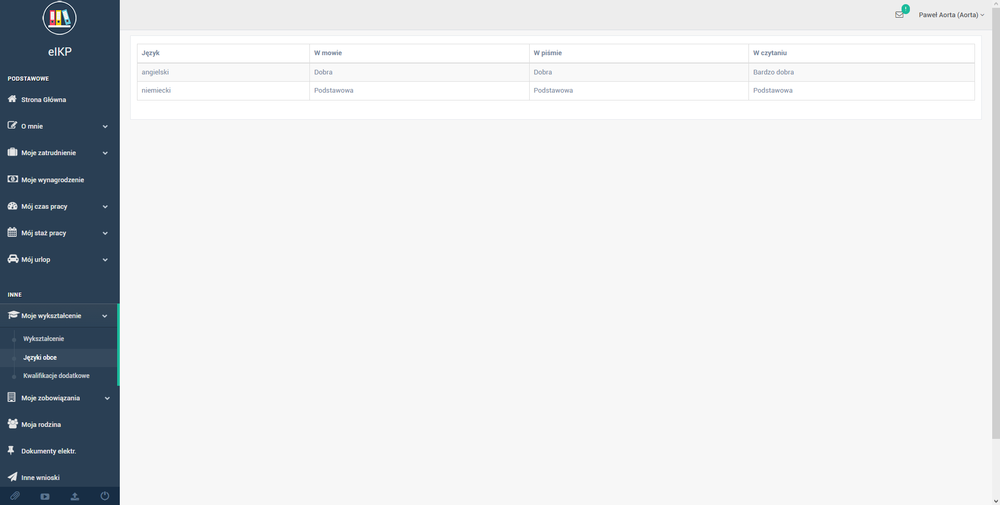 eIKP
PODSTAWOWE
Strona Główna
O mnie
Moje zatrudnienie
Moje wynagrodzenie
Mój czas pracy
Mój staż pracy
Mój urlop
INNE
Moje wykształcenie
Wykształcenie
Języki obce
Kwalifikacje dodatkowe
Moje zobowiązania
Moja rodzina
Dokumenty elektr.
Inne wnioski
! Paweł Aorta (Aorta)
Język W mowie W piśmie W czytaniu
angielski Dobra Dobra Bardzo dobra
niemiecki Podstawowa Podstawowa Podstawowa